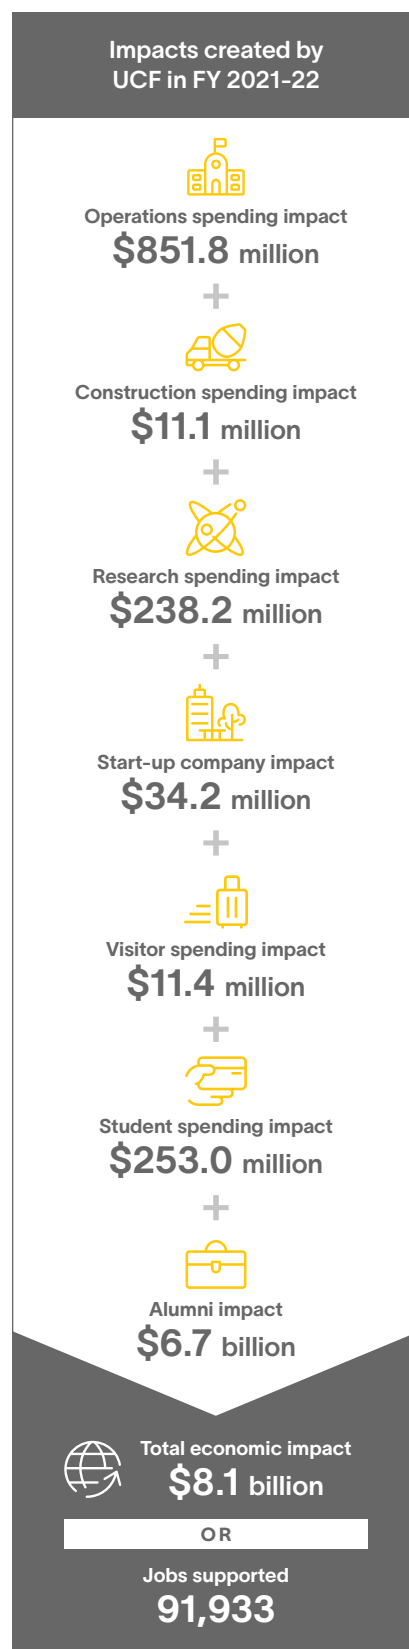 Impacts created by
UCF in FY 2021-22
Operations spending impact
$851.8 million
+
Construction spending impact
$11.1 million
+
Research spending impact
$238.2 million
+
Start-up company impact
$34.2 million
+
Visitor spending impact
$11.4 million
+
Student spending impact
$253.0 million
+
Alumni impact
$6.7 billion
Total economic impact
$8.1 billion
OR
Jobs supported
91,933